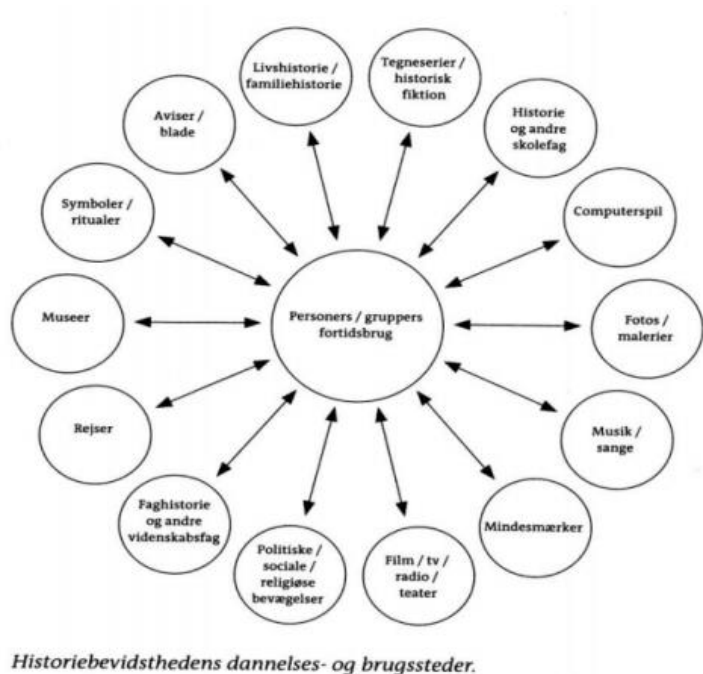 Livshistorie /
familiehistorie
Tegneserier /
historisk
fiktion
Historie
og andre
skolefag
Computerspil
Fotos /
malerier
Musik /
sange
Mindesmærker
Film / tv /
radio /
teater
Politiske /
sociale /
religiøse
bevægelser
Faghistorie
og andre
videnskabsfag
Rejser
Museer
Symboler /
ritualer
Aviser /
blade
Personers / gruppers
fortidsbrug
Historiebevidsthedens dannelses- og brugssteder.